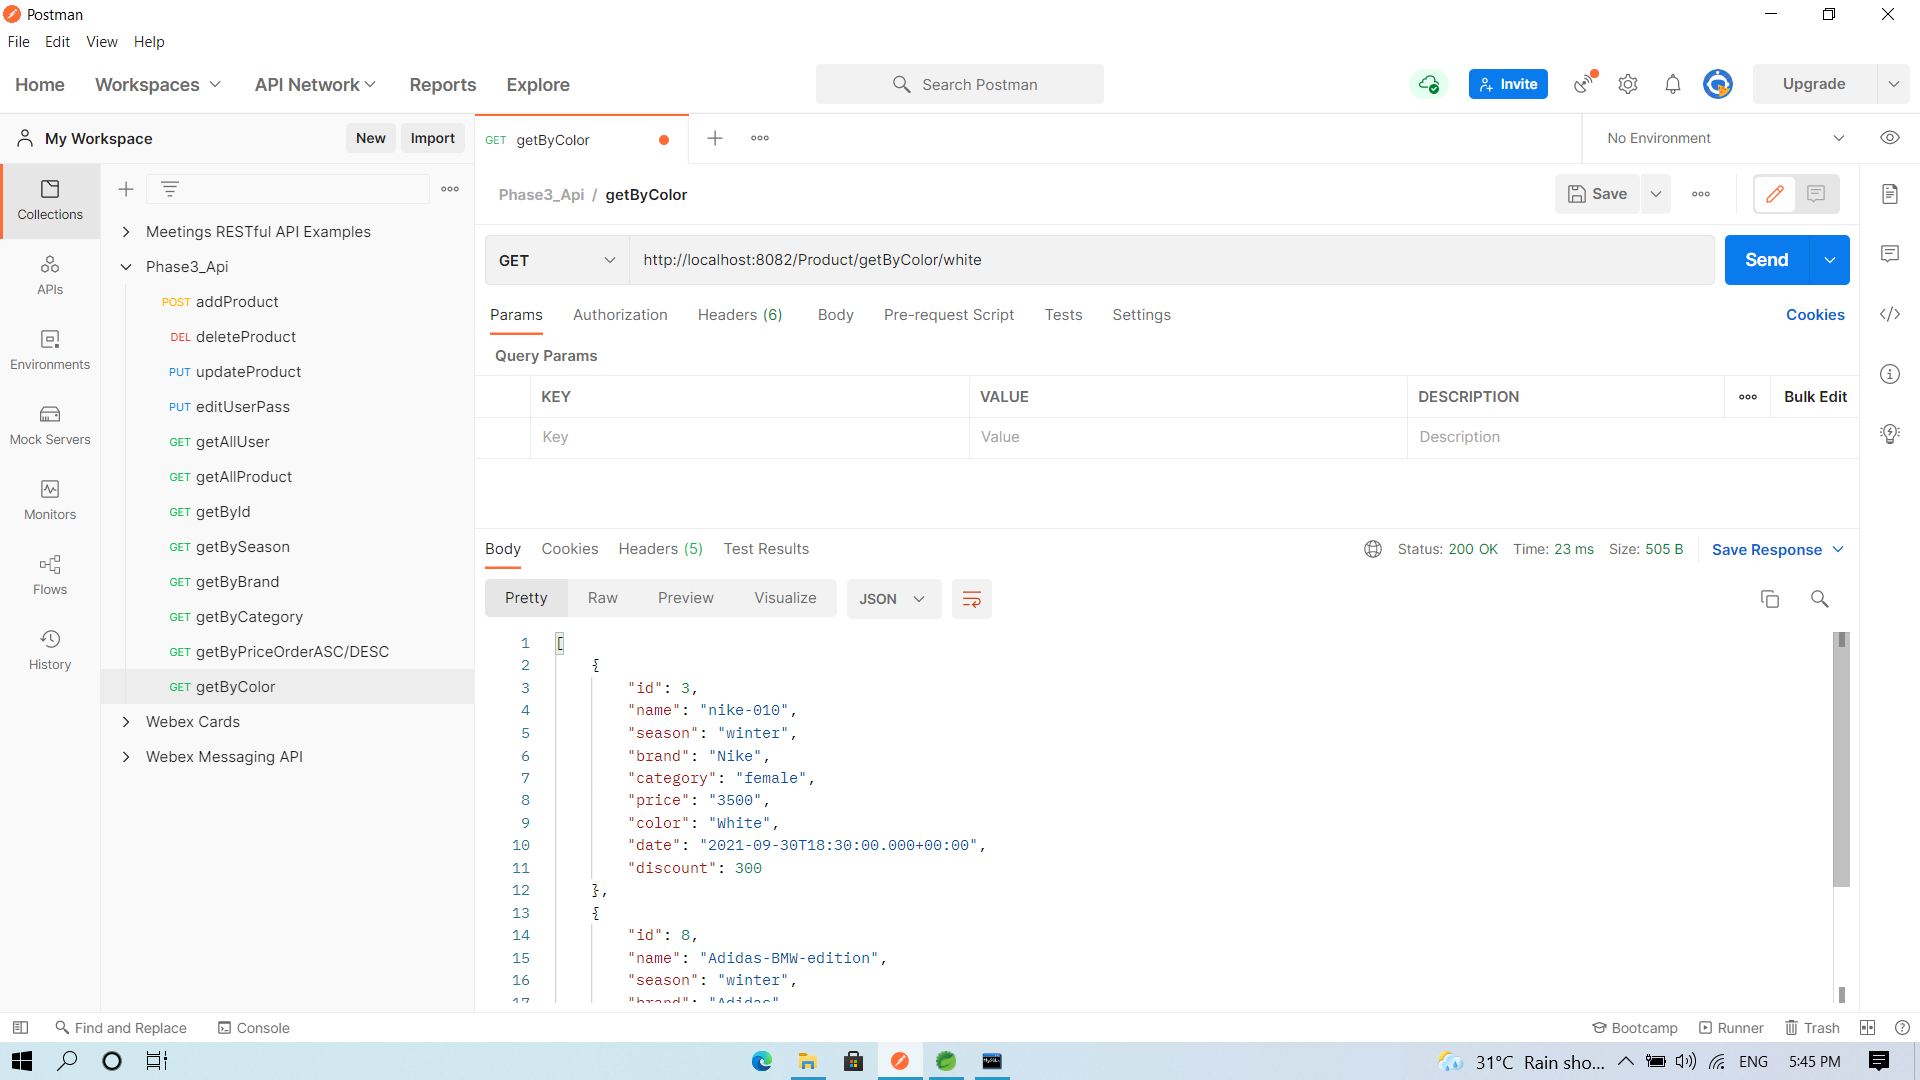 Postman
File Edit View Help
Home Workspaces API Network Reports Explore Search Postman Invite Upgrade
My Workspace New Import GET getByColor No Environment
Collections
APIs
Environments
Mock Servers
Monitors
Flows
History
Meetings RESTful API Examples
Phase3_Api
POST addProduct
DEL deleteProduct
PUT updateProduct
PUT editUserPass
GET getAllUser
GET getAllProduct
GET getById
GET getBySeason
GET getByBrand
GET getByCategory
GET getByPriceOrderASC/DESC
GET getByColor
Webex Cards
Webex Messaging API
Phase3_Api / getByColor Save
GET http://localhost:8082/Product/getByColor/white Send
Params Authorization Headers (6) Body Pre-request Script Tests Settings Cookies
Query Params
KEY VALUE DESCRIPTION Bulk Edit
Key Value Description
Body Cookies Headers (5) Test Results Status: 200 OK Time: 23 ms Size: 505 B Save Response
Pretty Raw Preview Visualize JSON
1 [
2 {
3 "id": 3,
4 "name": "nike-010",
5 "season": "winter",
6 "brand": "Nike",
7 "category": "female",
8 "price": "3500",
9 "color": "White",
10 "date": "2021-09-30T18:30:00.000+00:00",
11 "discount": 300
12 },
13 {
14 "id": 8,
15 "name": "Adidas-BMW-edition",
16 "season": "winter",
17 "brand": "Adidas"
Find and Replace Console Bootcamp Runner Trash
31°C Rain sho... ENG 5:45 PM